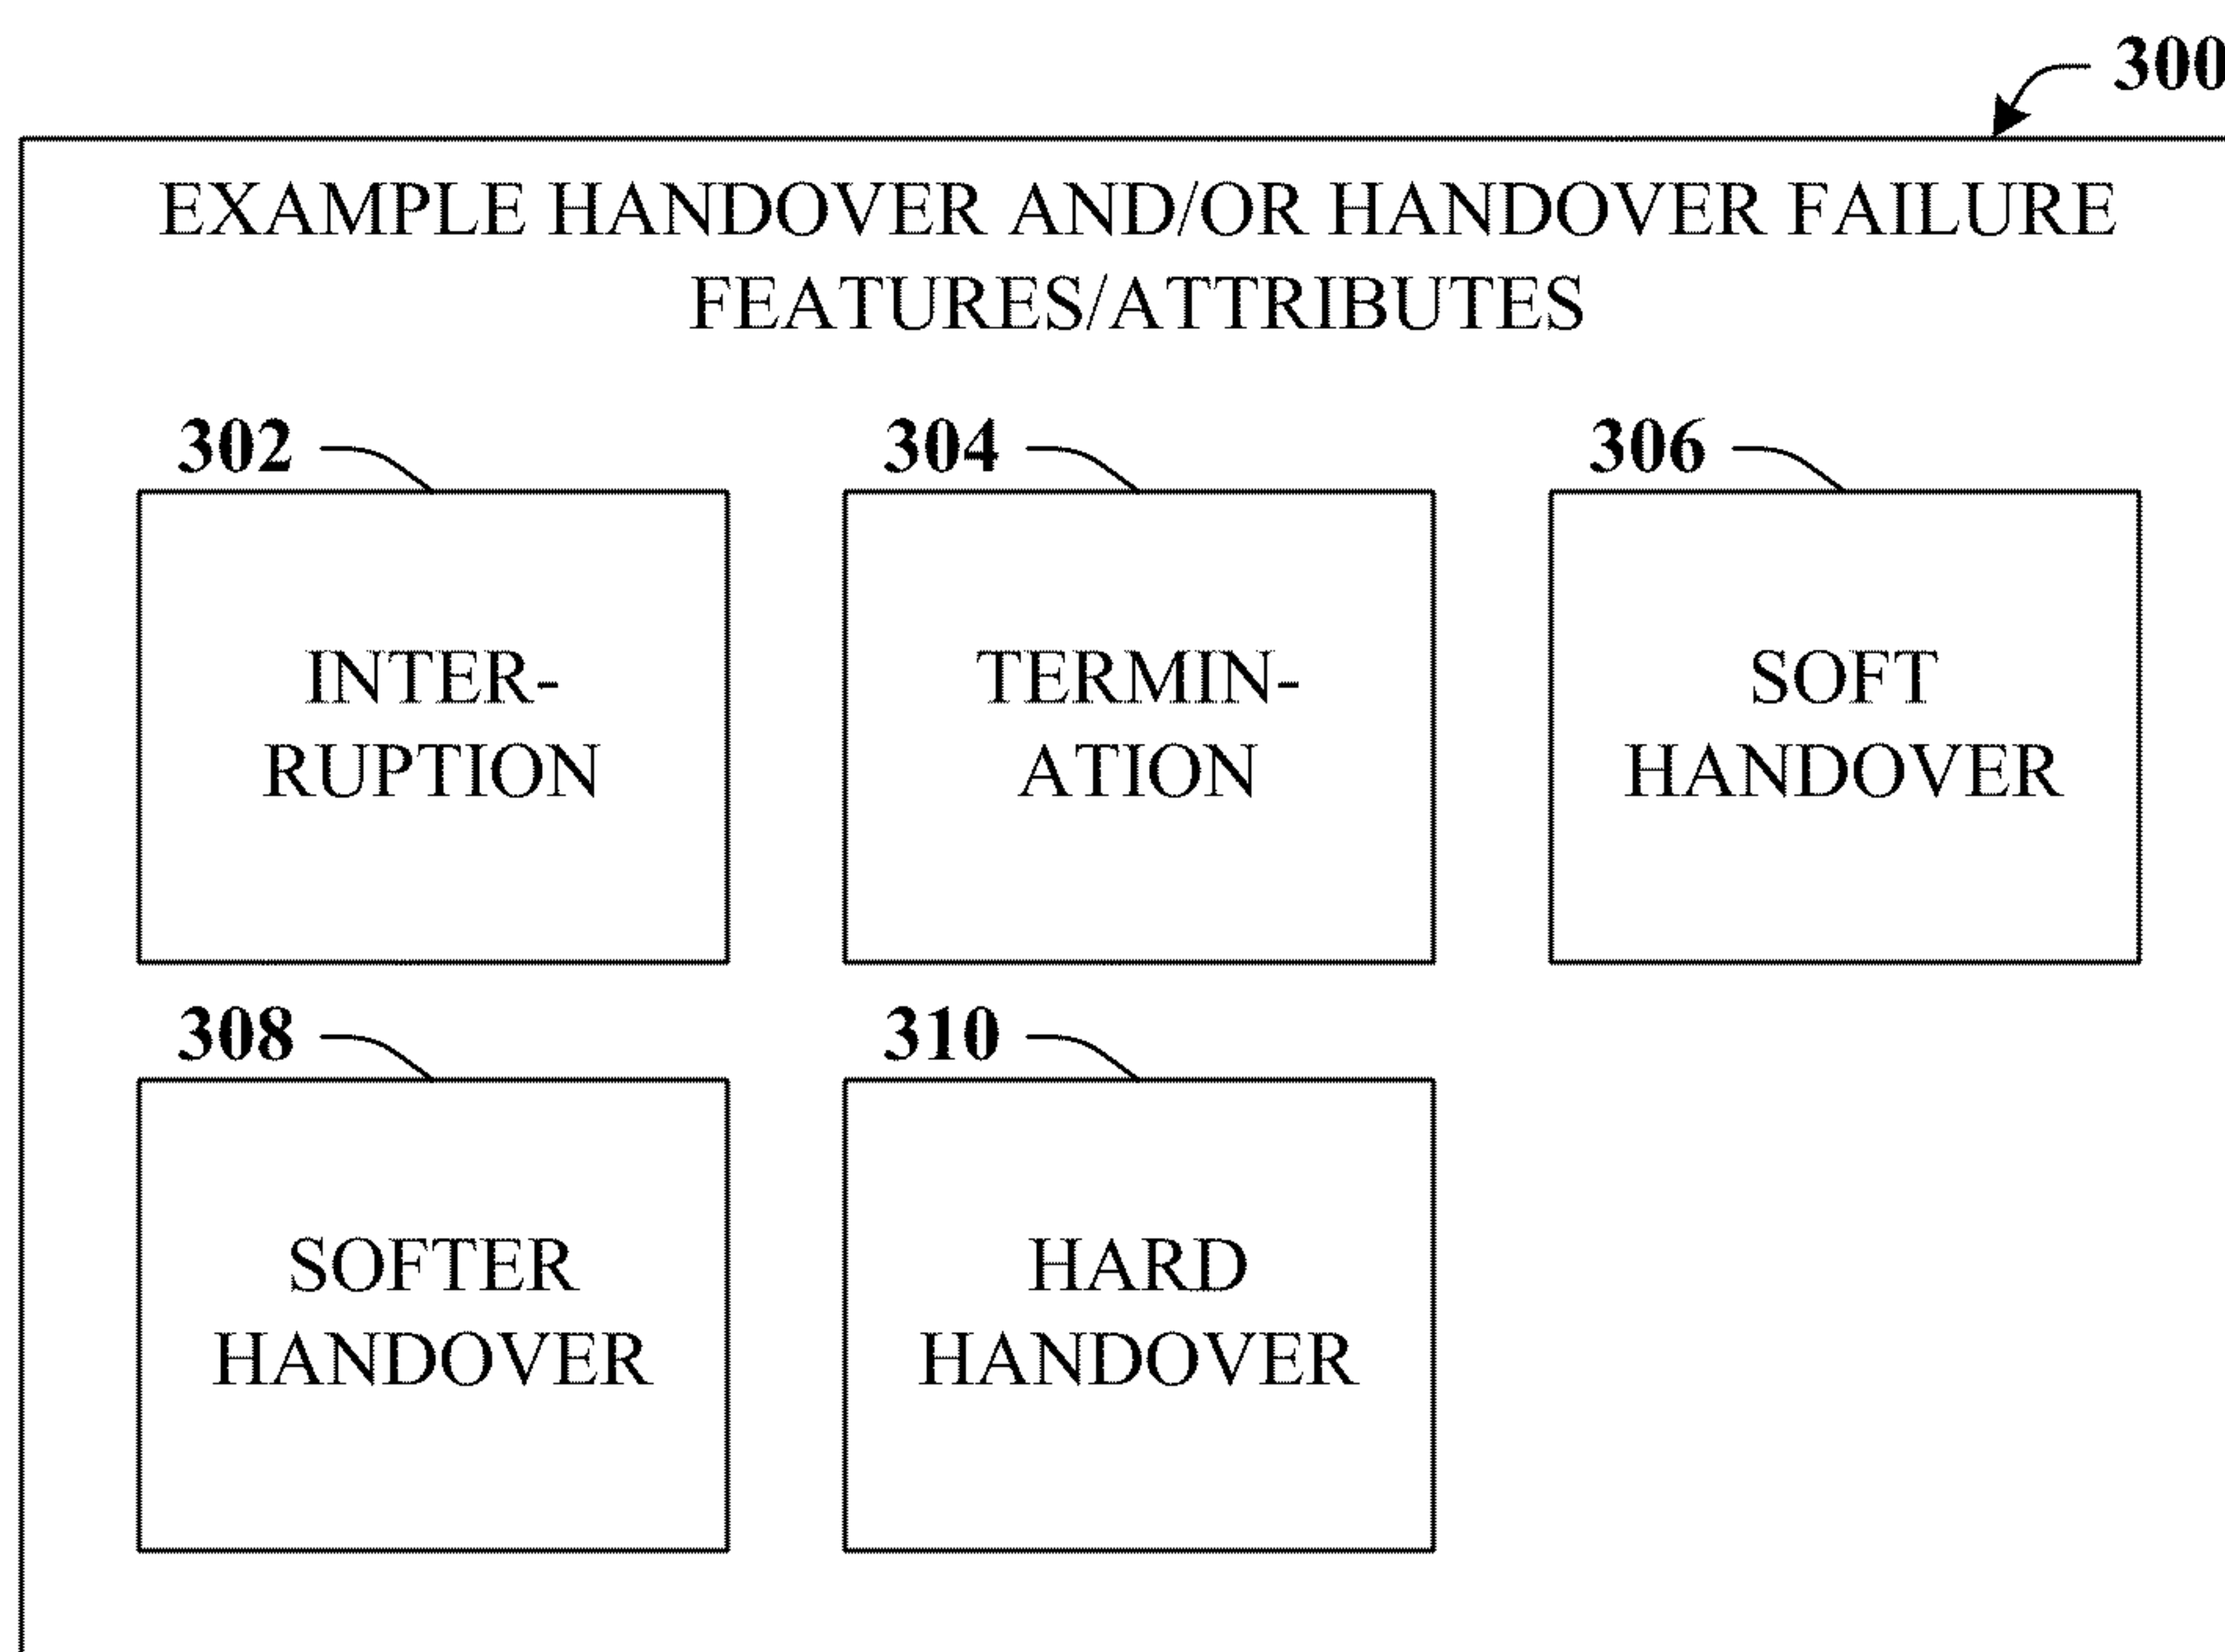 300
EXAMPLE HANDOVER AND/OR HANDOVER FAILURE
FEATURES/ATTRIBUTES
302
304
306
INTER-
RUPTION
TERMIN-
ATION
SOFT
HANDOVER
308
310
SOFTER
HANDOVER
HARD
HANDOVER